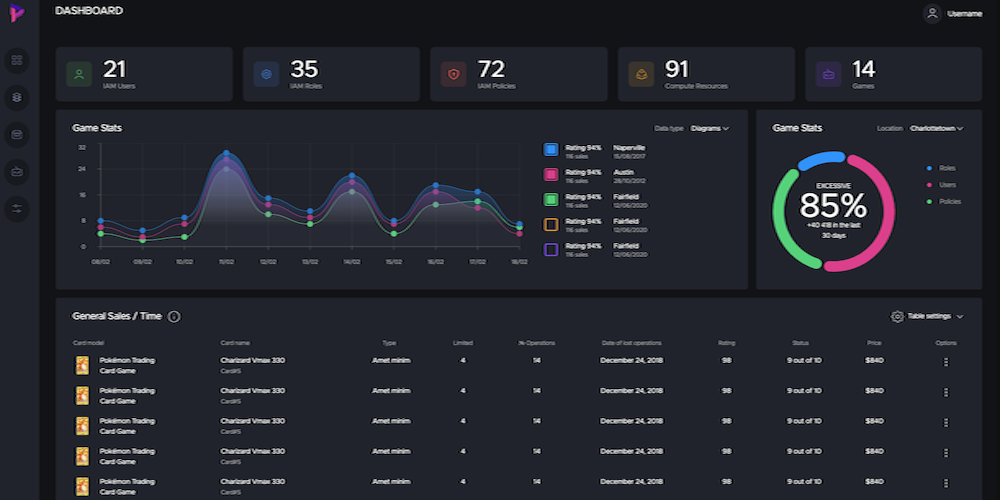 DASHBOARD
Username
21
IAM Users
35
IAM Roles
72
IAM Policies
91
Compute Resources
14
Games
Game Stats
Data type Diagrams
32
24
16
8
0
08/02 09/02 10/02 11/02 12/02 13/02 14/02 15/02 16/02 17/02 18/02
Rating 94% Naperville
116 sales 15/08/2017
Rating 94% Austin
116 sales 28/10/2012
Rating 94% Fairfield
116 sales 12/06/2020
Rating 94% Fairfield
116 sales 12/06/2020
Rating 94% Fairfield
116 sales 12/06/2020
Game Stats
Location Charlottetown
EXCESSIVE
85%
+40 418 in the last
30 days
Roles
Users
Policies
General Sales / Time
Table settings
Card model Card name Type Limited Operations Date of lost operations Rating Status Price Options
Pokémon Trading Charizard Vmax 330 Amet minim 4 14 December 24, 2018 98 9 out of 10 $840
Card Game Card#5
Pokémon Trading Charizard Vmax 330 Amet minim 4 14 December 24, 2018 98 9 out of 10 $840
Card Game Card#5
Pokémon Trading Charizard Vmax 330 Amet minim 4 14 December 24, 2018 98 9 out of 10 $840
Card Game Card#5
Pokémon Trading Charizard Vmax 330 Amet minim 4 14 December 24, 2018 98 9 out of 10 $840
Card Game Card#5
Pokémon Trading Charizard Vmax 330 Amet minim 4 14 December 24, 2018 98 9 out of 10 $840
Card Game Card#5